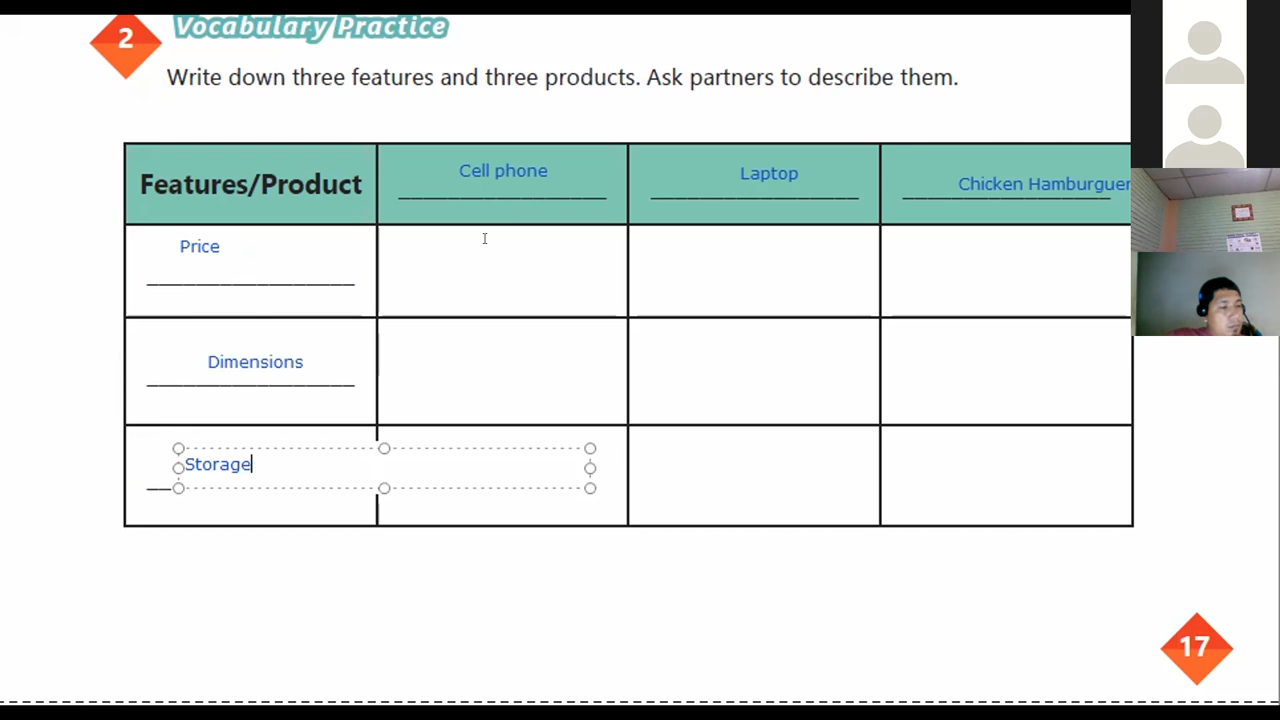 2
Vocabulary Practice
Write down three features and three products. Ask partners to describe them.
Features/Product
Cell phone
Laptop
Chicken Hamburguer
Price
Dimensions
Storage
17